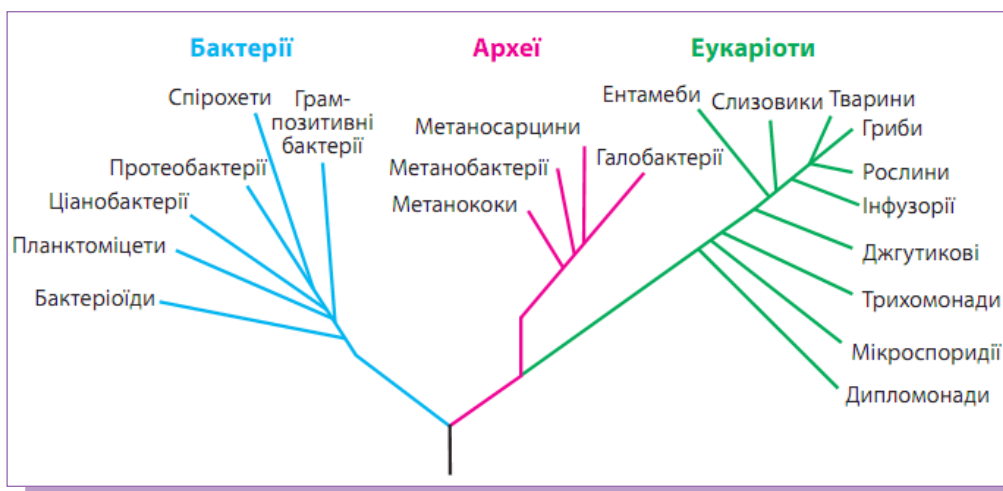 Бактерії
Археї
Еукаріоти
Спірохети
Грам-
позитивні
бактерії
Протеобактерії
Ціанобактерії
Планктоміцети
Бактеріоїди
Метаносарцини
Метанобактерії
Метанококи
Галобактерії
Ентамеби
Слизовики
Тварини
Гриби
Рослини
Інфузорії
Джгутикові
Трихомонади
Мікроспоридії
Дипломонади